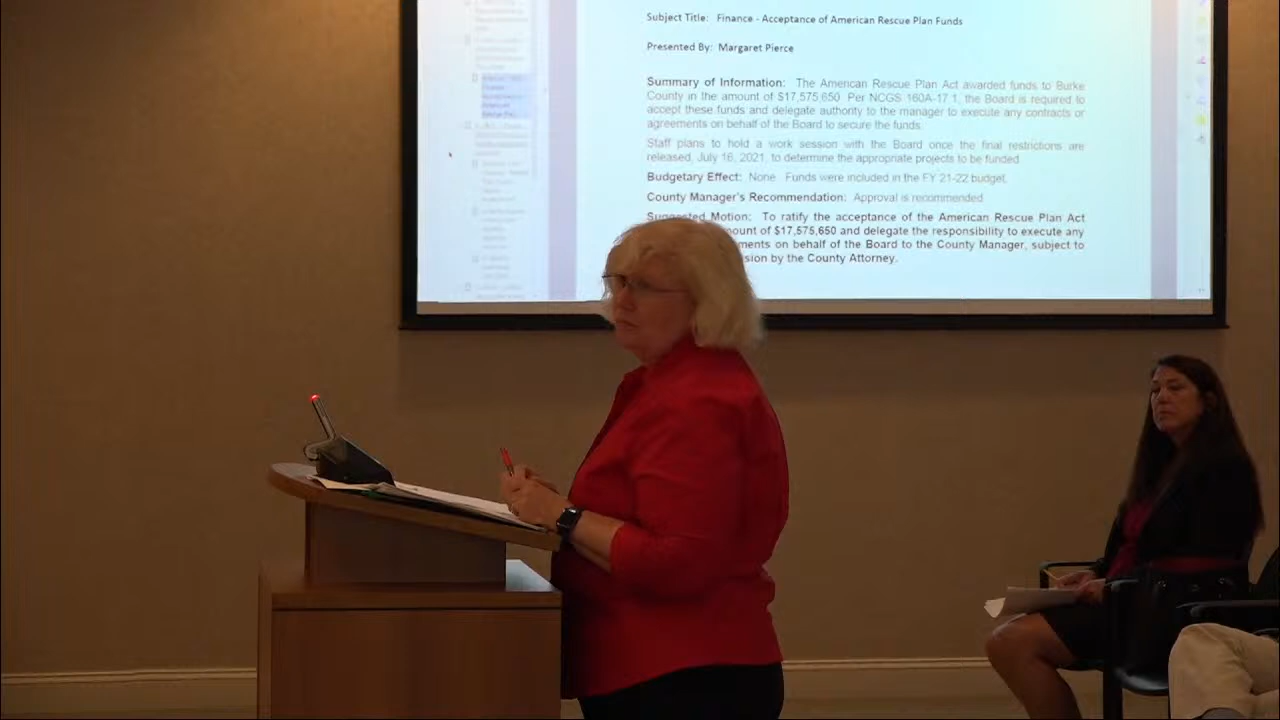 Subject Title: Finance - Acceptance of American Rescue Plan Funds
Presented By: Margaret Pierce
Summary of Information: The American Rescue Plan Act awarded funds to Burke
County in the amount of $17,575,650 Per NCGS 160A-17.1, the Board is required to
accept these funds and delegate authority to the manager to execute any contracts or
agreements on behalf of the Board to secure the funds.
Staff plans to hold a work session with the Board once the final restrictions are
released, July 16, 2021, to determine the appropriate projects to be funded
Budgetary Effect: None. Funds were included in the FY 21-22 budget.
County Manager's Recommendation: Approval is recommended
Suggested Motion: To ratify the acceptance of the American Rescue Plan Act
ount of $17,575,650 and delegate the responsibility to execute any
ments on behalf of the Board to the County Manager, subject to
sion by the County Attorney.